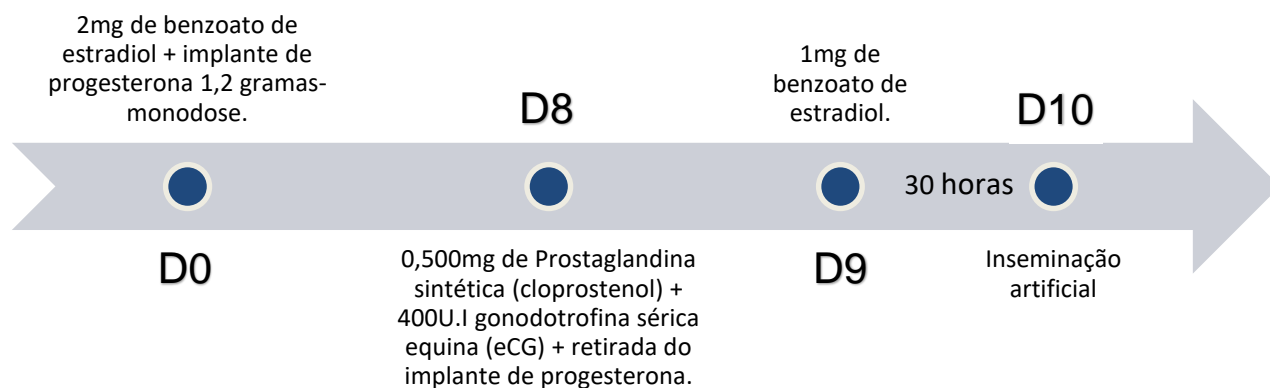 2mg de benzoato de
estradiol + implante de
progesterona 1,2 gramas-
monodose.
D0
D8
0,500mg de Prostaglandina
sintética (cloprostenol) +
400U.I gonodotrofina sérica
equina (eCG) + retirada do
implante de progesterona.
1mg de
benzoato de
estradiol.
D9
30 horas
D10
Inseminação
artificial